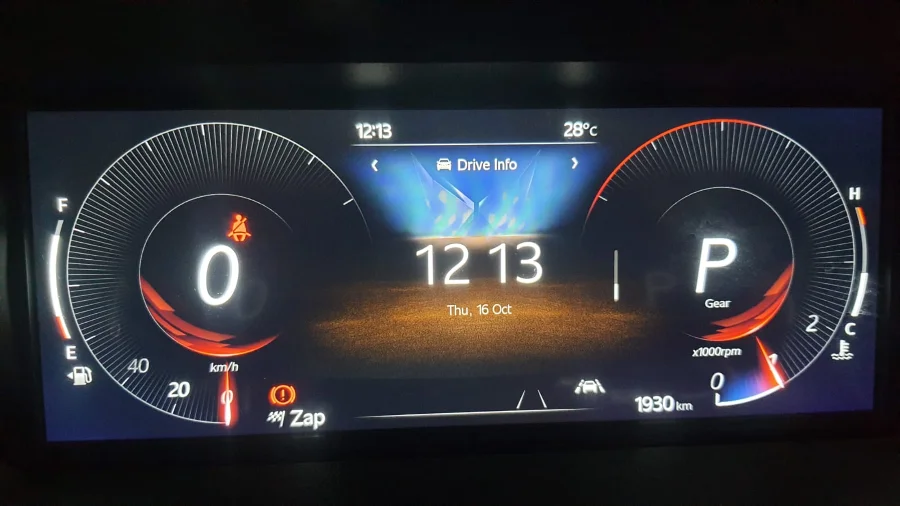 12:13 28°C
Drive Info
F
H
0
12 13
P
Gear
Thu, 16 Oct
2
C
E
x1000rpm
1
40
km/h
20
0
0
Zap
1930 km